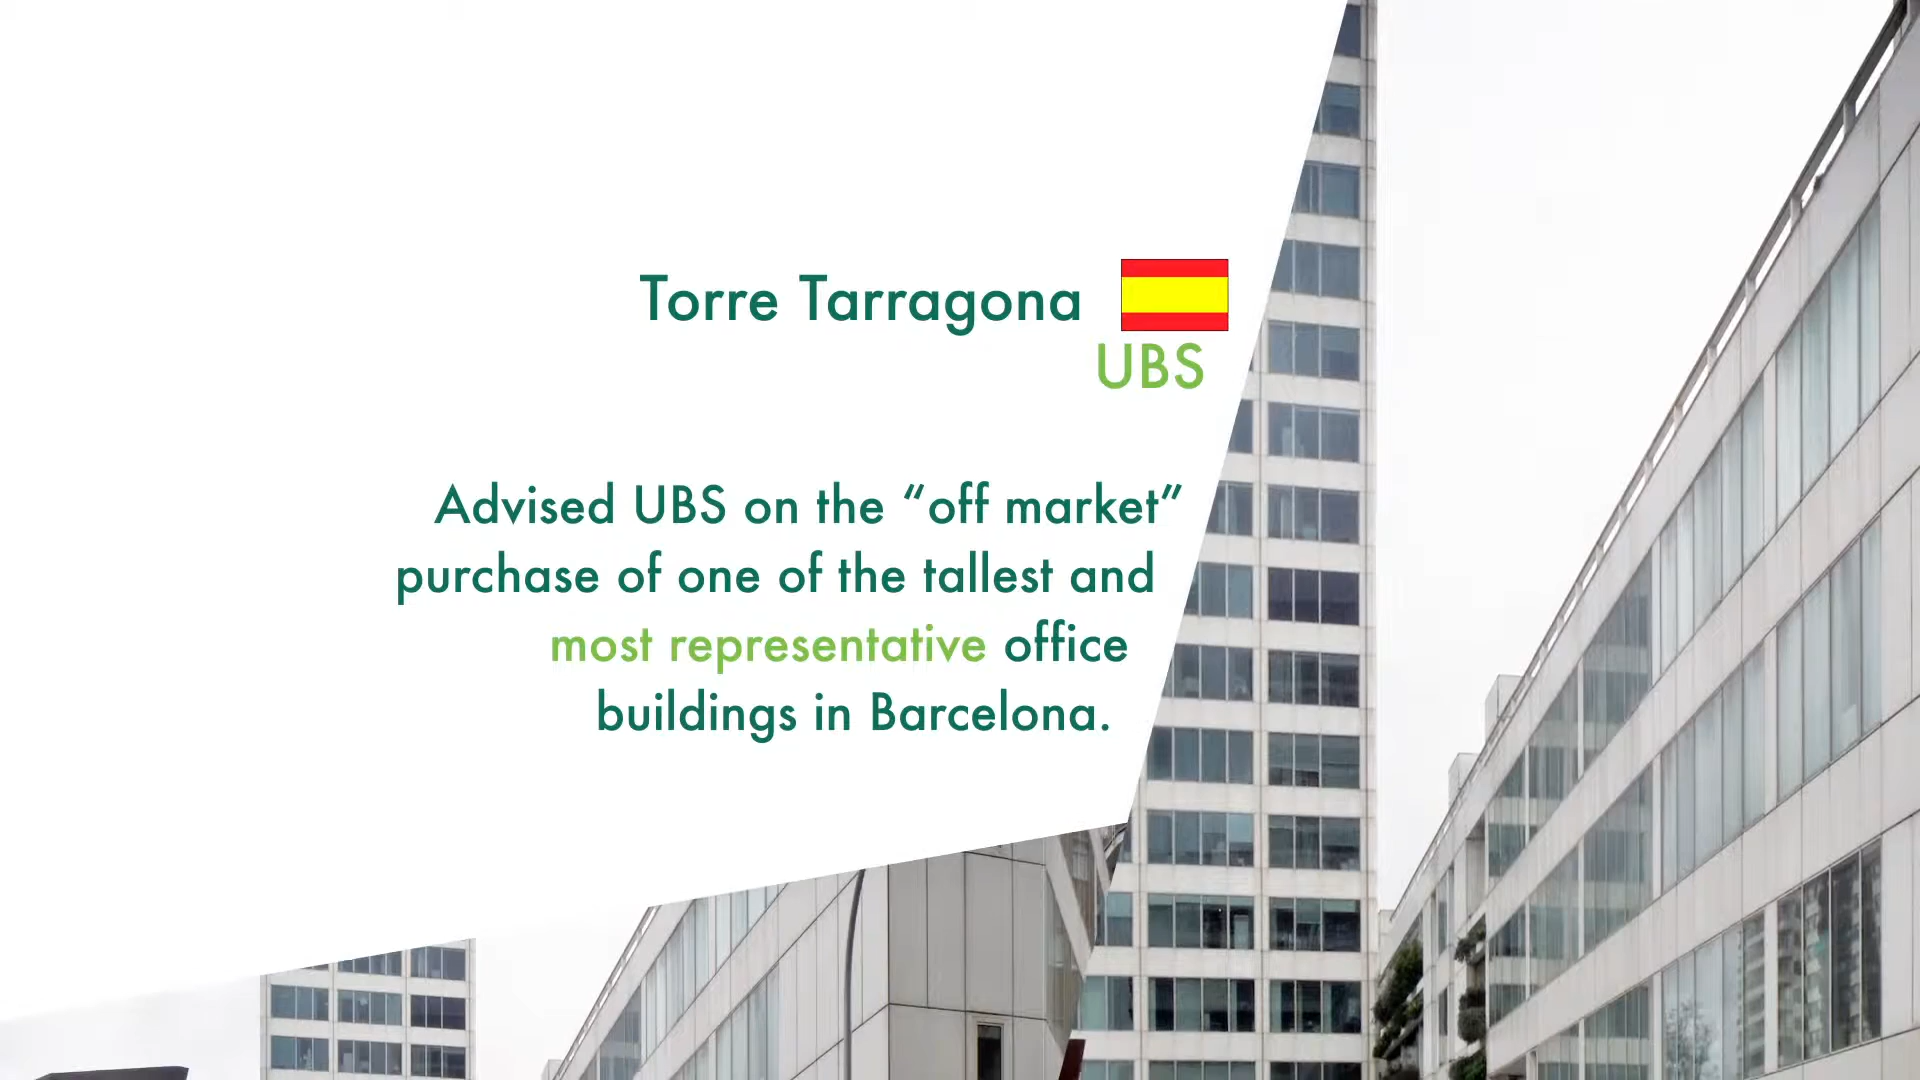 Torre Tarragona
UBS
Advised UBS on the “off market”
purchase of one of the tallest and
most representative office
buildings in Barcelona.